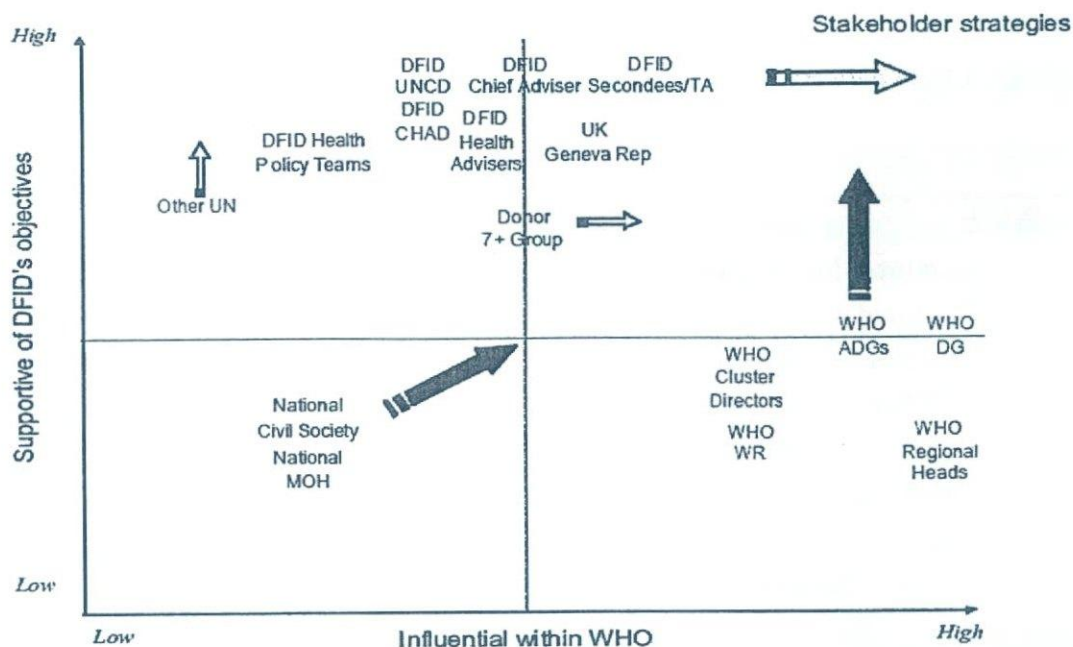 Stakeholder strategies
High
DFID
UNCD
DFID
CHAD
DFID
Chief Adviser
DFID
Secondees/TA
DFID
Health
Advisers
UK
Geneva Rep
DFID Health
Policy Teams
Other UN
Donor
7+ Group
Supportive of DFID's objectives
WHO
ADGs
WHO
DG
WHO
Cluster
Directors
WHO
WR
WHO
Regional
Heads
National
Civil Society
National
MOH
Low
Low
Influential within WHO
High